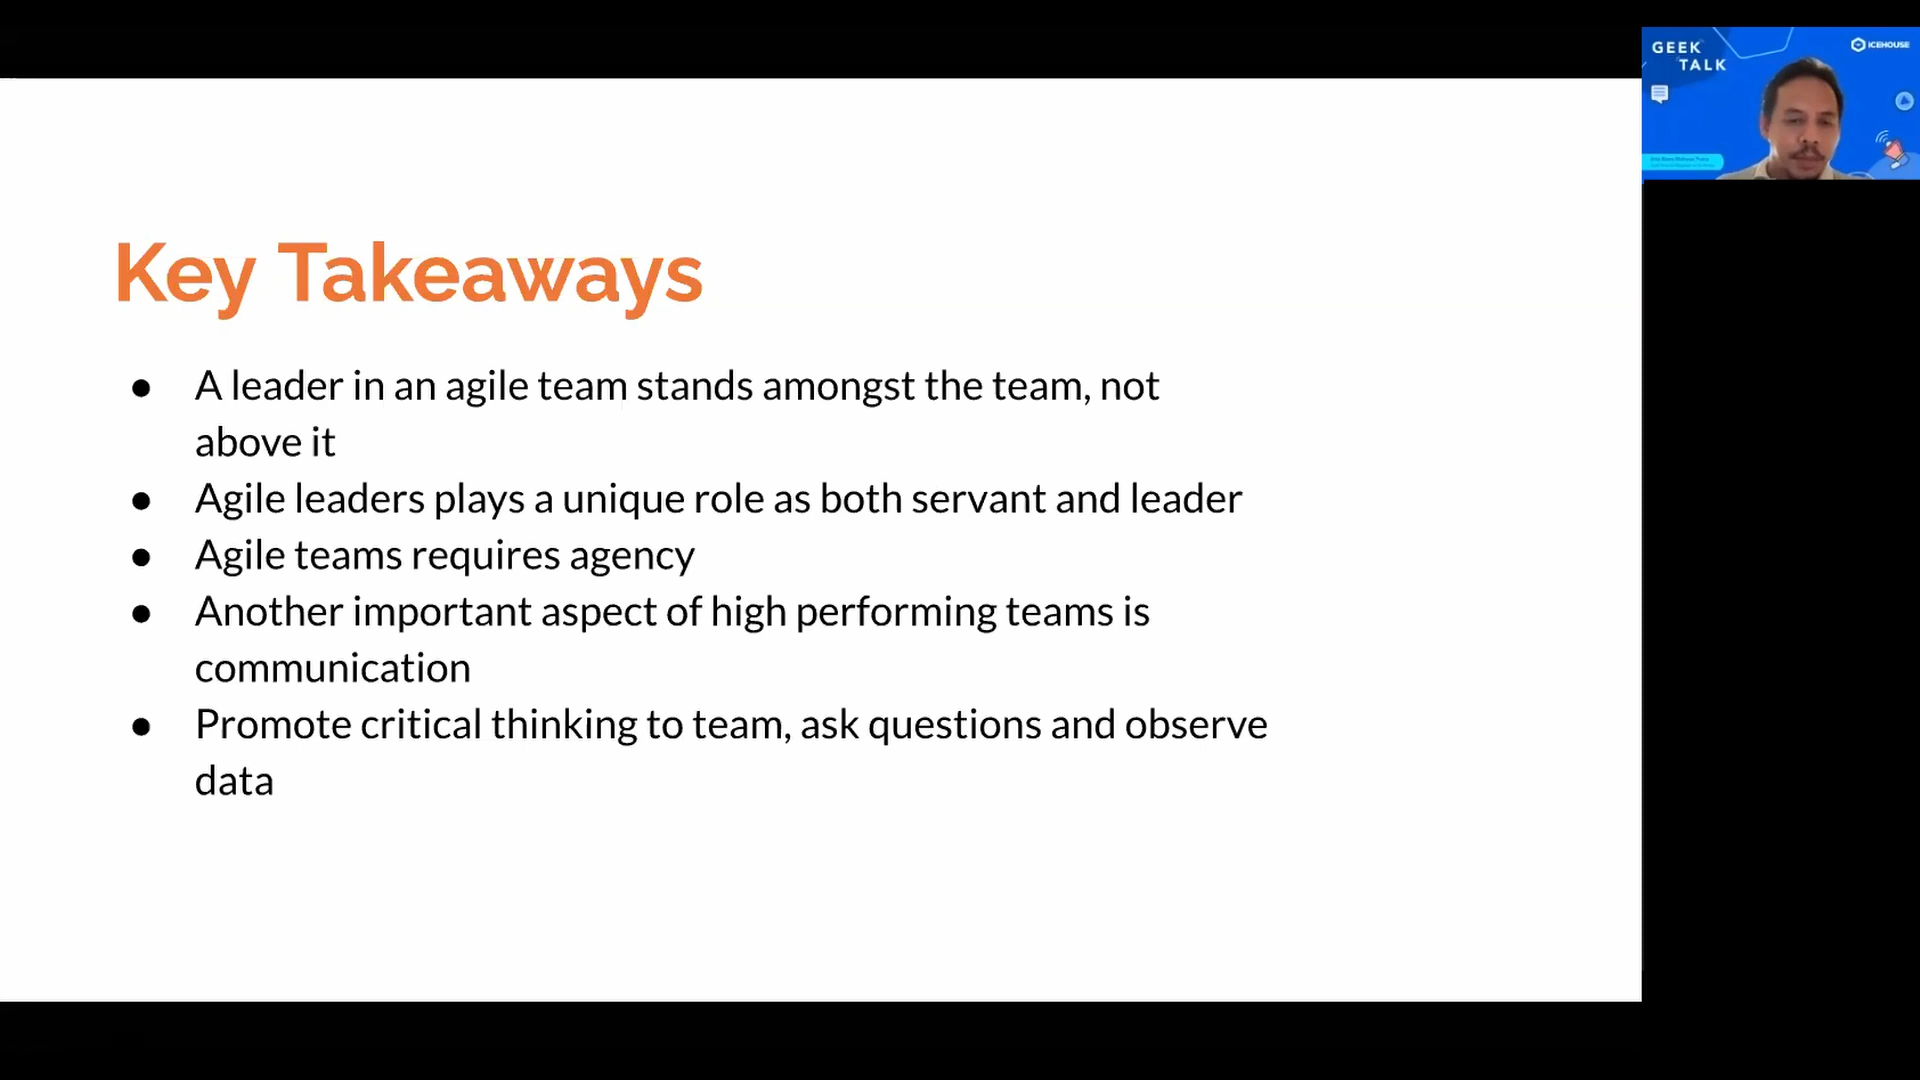 Key Takeaways
● A leader in an agile team stands amongst the team, not
above it
● Agile leaders plays a unique role as both servant and leader
● Agile teams requires agency
● Another important aspect of high performing teams is
communication
● Promote critical thinking to team, ask questions and observe
data
GEEK
TALK
ICEHOUSE